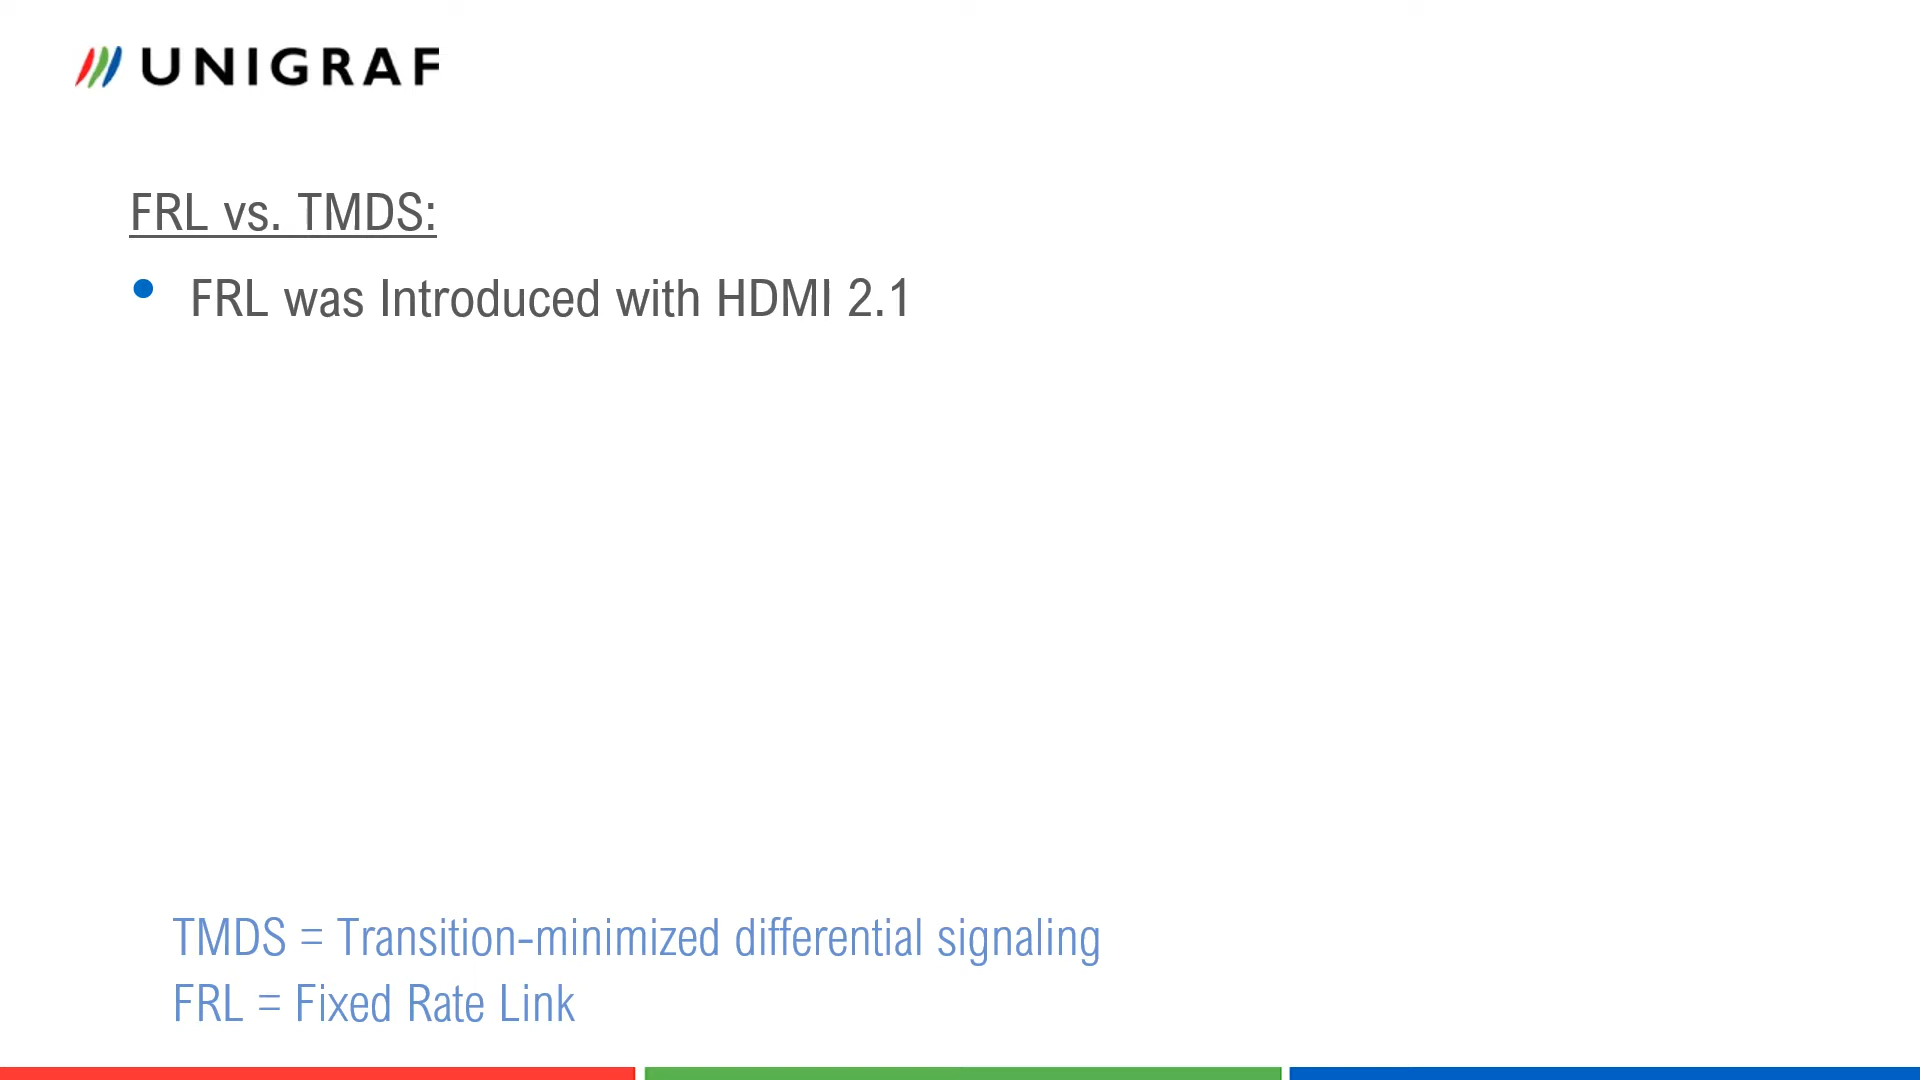 UNIGRAF
FRL vs. TMDS:
• FRL was Introduced with HDMI 2.1
TMDS = Transition-minimized differential signaling
FRL = Fixed Rate Link